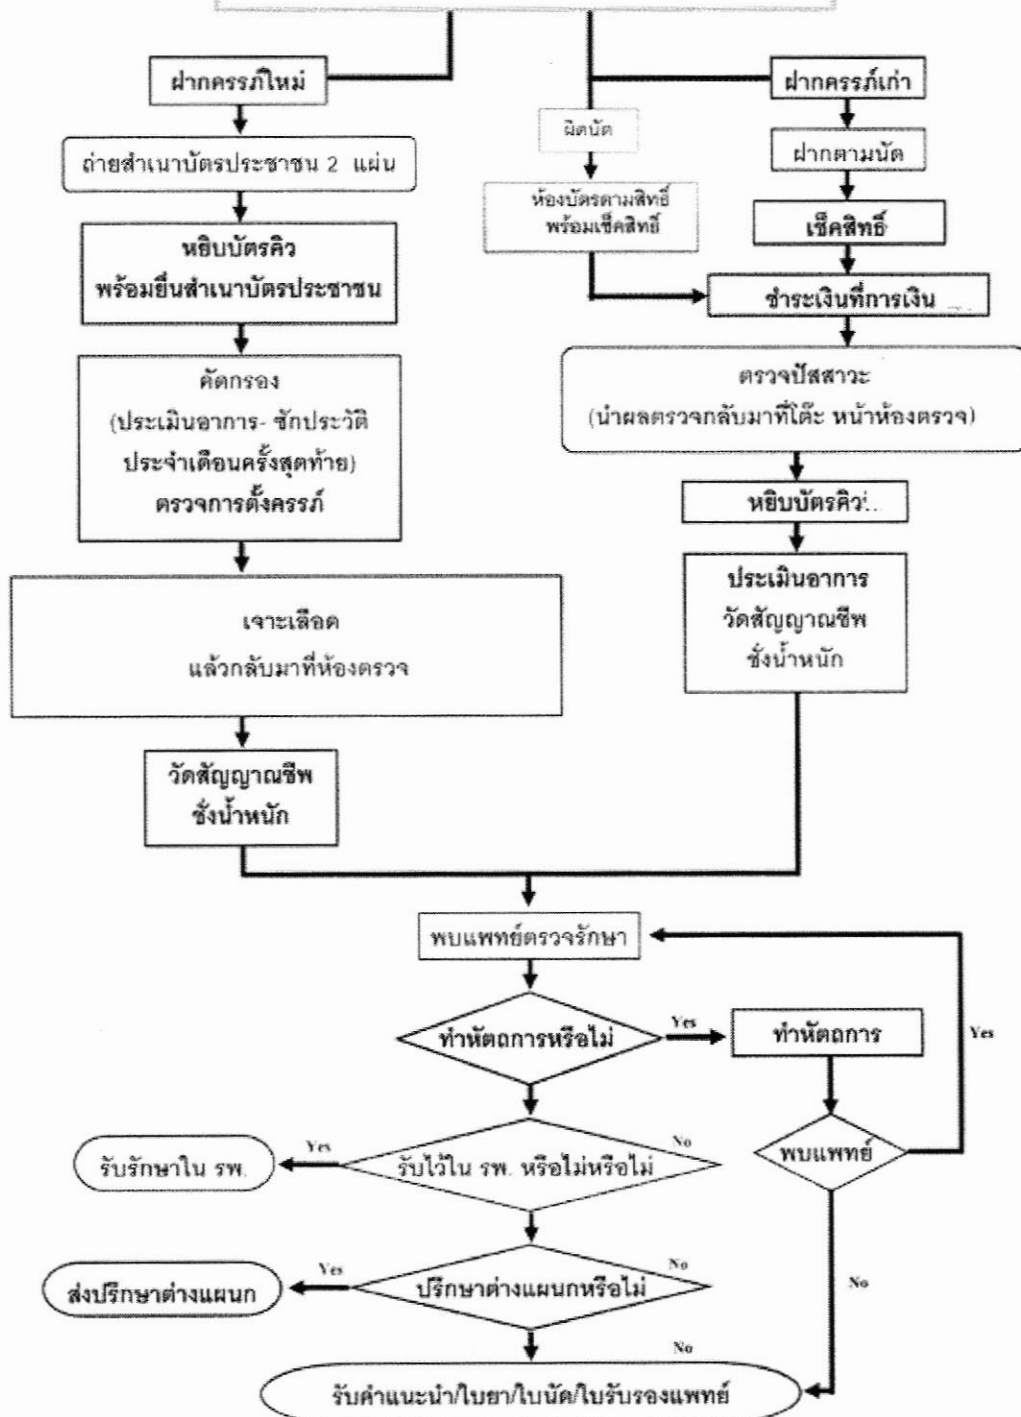 ฝากครรภ์ใหม่
ถ่ายสำเนาบัตรประชาชน 2 แผ่น
หยิบบัตรคิว
พร้อมยื่นสำเนาบัตรประชาชน
คัดกรอง
(ประเมินอาการ- ซักประวัติ
ประจำเดือนครั้งสุดท้าย)
ตรวจการตั้งครรภ์
เจาะเลือด
แล้วกลับมาที่ห้องตรวจ
วัดสัญญาณชีพ
ชั่งน้ำหนัก
ผิดนัด
ห้องบัตรตามสิทธิ์
พร้อมเช็คสิทธิ์
ฝากครรภ์เก่า
ฝากตามนัด
เช็คสิทธิ์
ชำระเงินที่การเงิน
ตรวจปัสสาวะ
(นำผลตรวจกลับมาที่โต๊ะ หน้าห้องตรวจ)
หยิบบัตรคิว
ประเมินอาการ
วัดสัญญาณชีพ
ชั่งน้ำหนัก
พบแพทย์ตรวจรักษา
ทำหัตถการหรือไม่
Yes
ทำหัตถการ
Yes
พบแพทย์
No
รับไว้ใน รพ. หรือไม่หรือไม่
Yes
No
รับรักษาใน รพ.
ปรึกษาต่างแผนกหรือไม่
Yes
No
ส่งปรึกษาต่างแผนก
No
รับคำแนะนำ/ใบยา/ใบนัด/ใบรับรองแพทย์